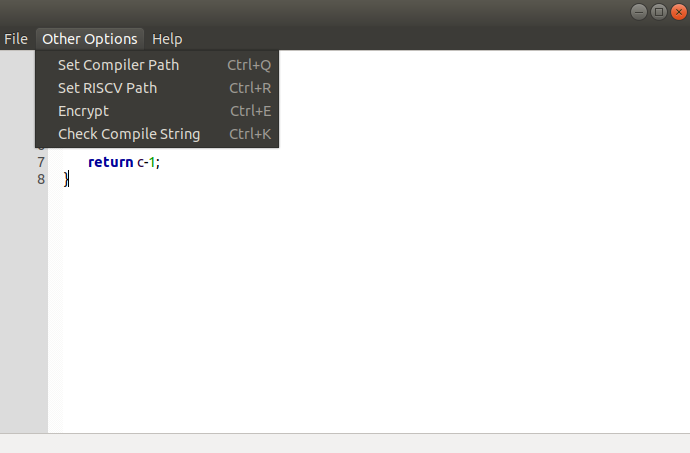 File Other Options Help
Set Compiler Path Ctrl+Q
Set RISCV Path Ctrl+R
Encrypt Ctrl+E
Check Compile String Ctrl+K
7 return c-1;
8 }